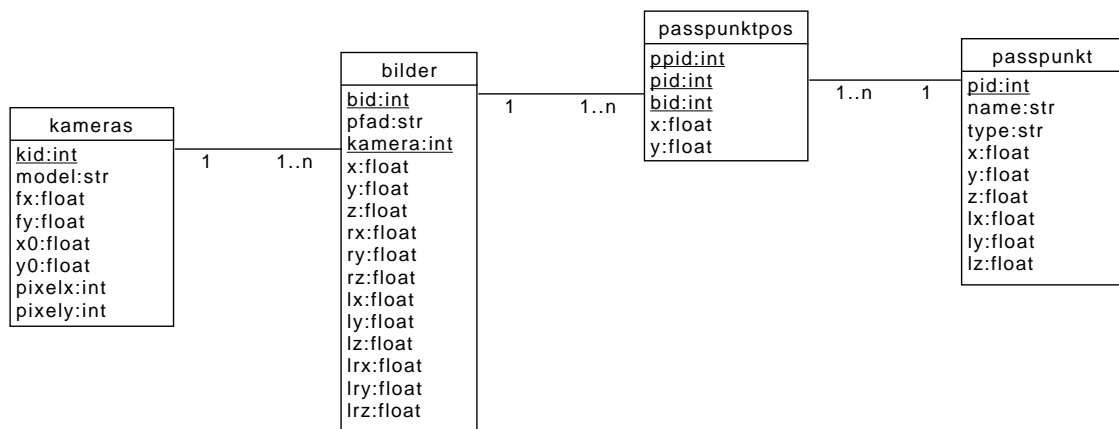 kameras
kid:int
model:str
fx:float
fy:float
x0:float
y0:float
pixelx:int
pixely:int
1
1..n
bilder
bid:int
pfad:str
kamera:int
x:float
y:float
z:float
rx:float
ry:float
rz:float
lx:float
ly:float
lz:float
lrx:float
lry:float
lrz:float
1
1..n
passpunktpos
ppid:int
pid:int
bid:int
x:float
y:float
1..n
1
passpunkt
pid:int
name:str
type:str
x:float
y:float
z:float
lx:float
ly:float
lz:float